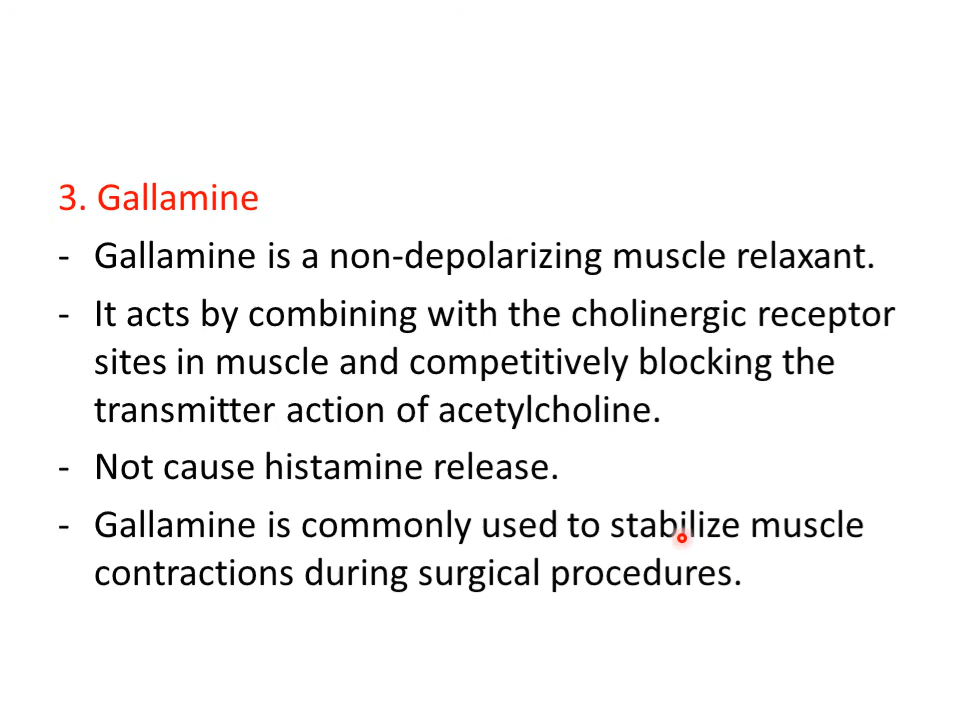 3. Gallamine
- Gallamine is a non-depolarizing muscle relaxant.
- It acts by combining with the cholinergic receptor
sites in muscle and competitively blocking the
transmitter action of acetylcholine.
- Not cause histamine release.
- Gallamine is commonly used to stabilize muscle
contractions during surgical procedures.